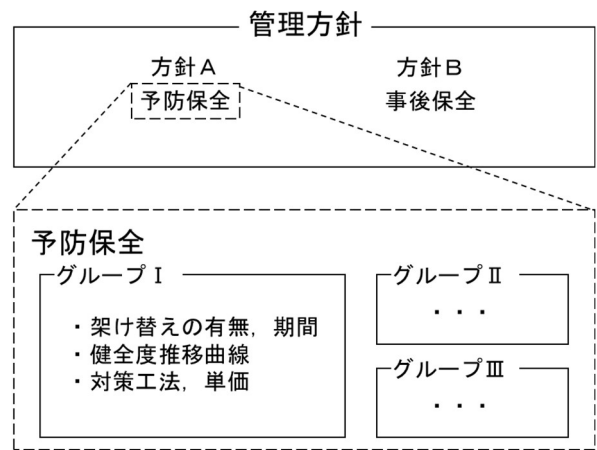 管理方針
方針A
方針B
予防保全
事後保全
予防保全
グループⅠ
・架け替えの有無，期間
・健全度推移曲線
・対策工法，単価
グループⅡ
・・・
グループⅢ
・・・